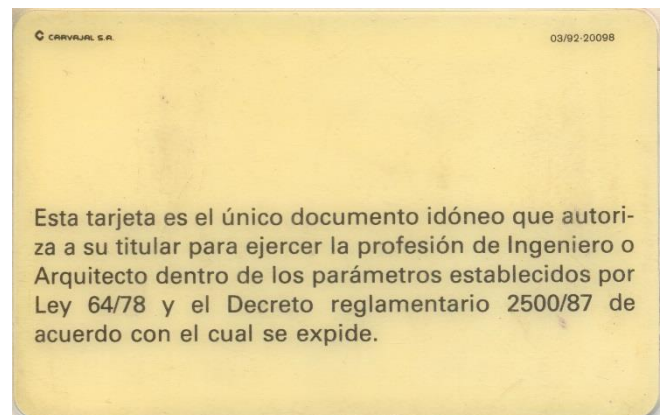 CARVAJAL S.A. 03/92-20098
Esta tarjeta es el único documento idóneo que autori-
za a su titular para ejercer la profesión de Ingeniero o
Arquitecto dentro de los parámetros establecidos por
Ley 64/78 y el Decreto reglamentario 2500/87 de
acuerdo con el cual se expide.